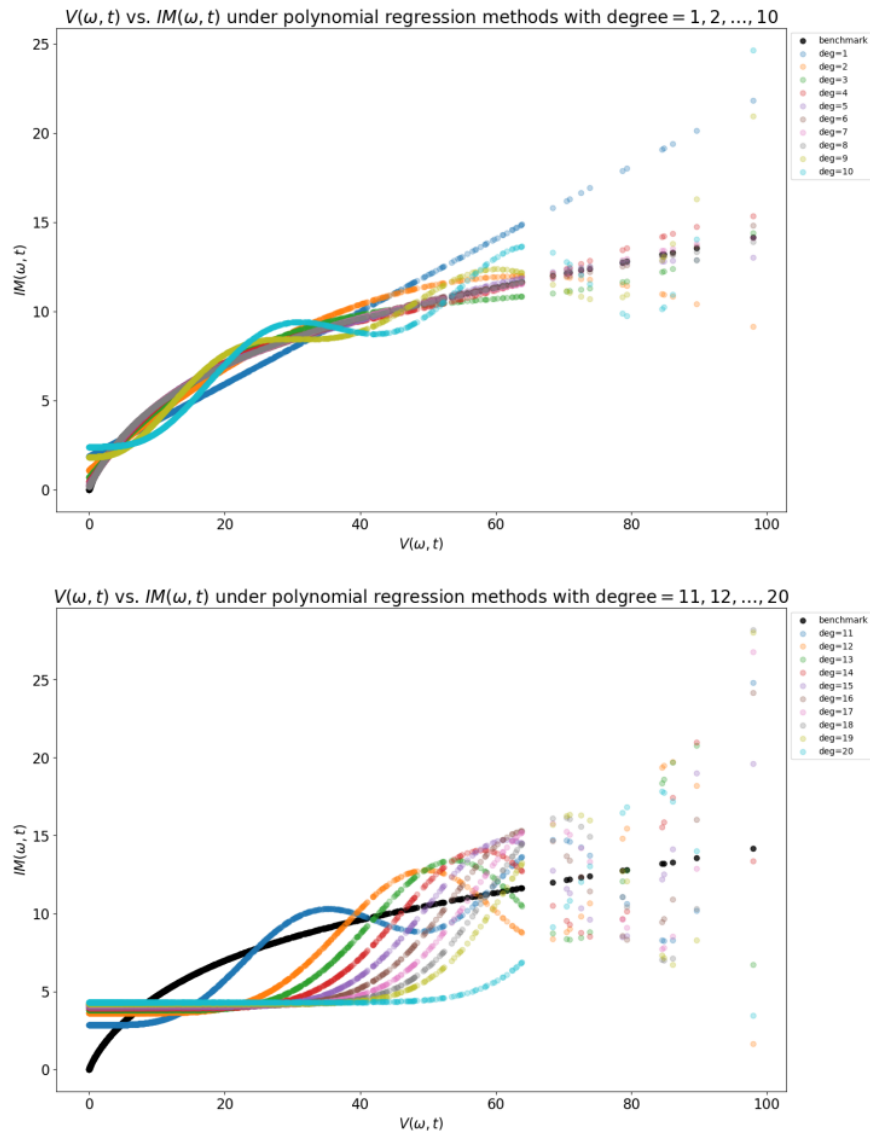 V(ω, t) vs. IM(ω, t) under polynomial regression methods with degree = 1, 2, ..., 10
25
20
15
10
5
0
IM(ω, t)
0 20 40 60 80 100
V(ω, t)
benchmark
deg=1
deg=2
deg=3
deg=4
deg=5
deg=6
deg=7
deg=8
deg=9
deg=10
V(ω, t) vs. IM(ω, t) under polynomial regression methods with degree = 11, 12, ..., 20
25
20
15
10
5
0
IM(ω, t)
0 20 40 60 80 100
V(ω, t)
benchmark
deg=11
deg=12
deg=13
deg=14
deg=15
deg=16
deg=17
deg=18
deg=19
deg=20